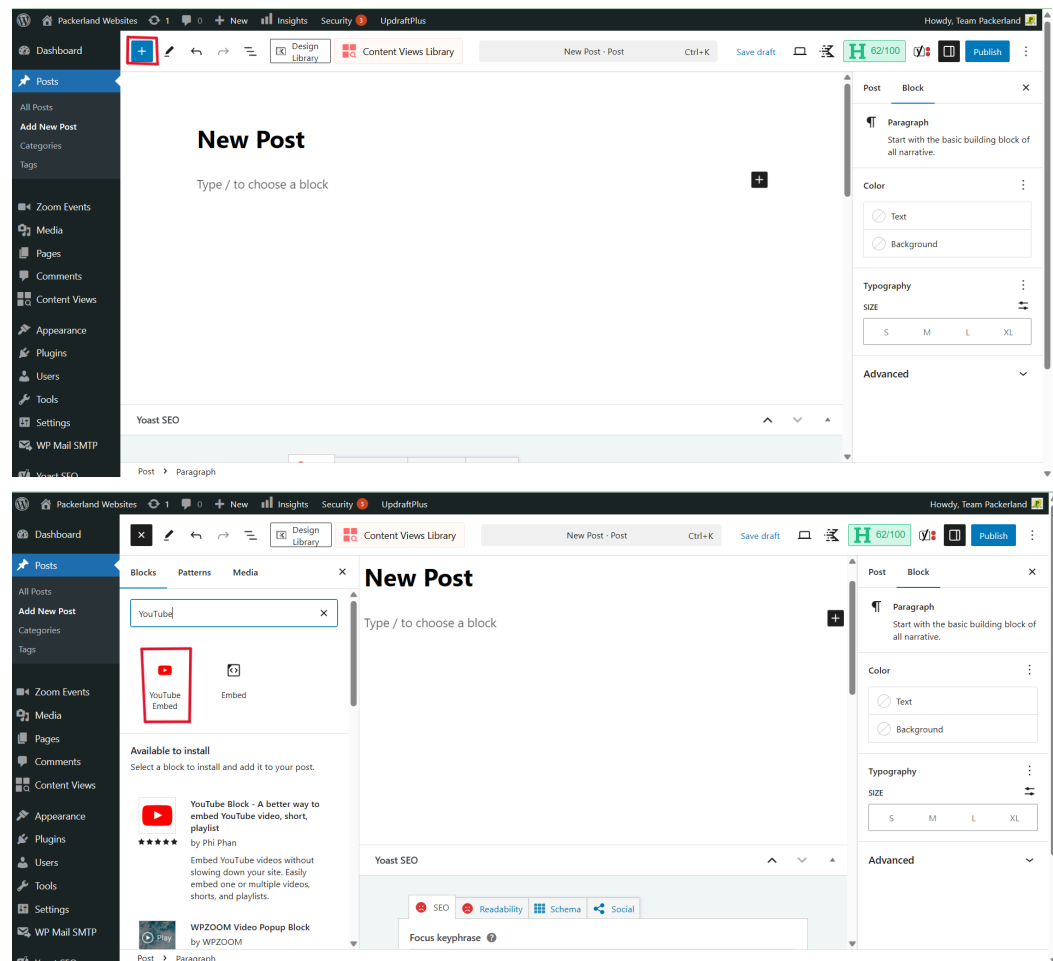 Packerland Websites 1 0 + New Insights Security 3 UpdraftPlus Howdy, Team Packerland
Dashboard
Design
Library
Content Views Library
New Post · Post Ctrl+K
Save draft
62/100
Publish
Posts
All Posts
Add New Post
Categories
Tags
Zoom Events
Media
Pages
Comments
Content Views
Appearance
Plugins
Users
Tools
Settings
WP Mail SMTP
Yoast SEO
New Post
Type / to choose a block
Yoast SEO
Post > Paragraph
Post Block
Paragraph
Start with the basic building block of
all narrative.
Color
Text
Background
Typography
SIZE
S M L XL
Advanced
Packerland Websites 1 0 + New Insights Security 3 UpdraftPlus Howdy, Team Packerland
Dashboard
Design
Library
Content Views Library
New Post · Post Ctrl+K
Save draft
62/100
Publish
Posts
All Posts
Add New Post
Categories
Tags
Zoom Events
Media
Pages
Comments
Content Views
Appearance
Plugins
Users
Tools
Settings
WP Mail SMTP
Blocks Patterns Media
YouTube
YouTube
Embed
Embed
Available to install
Select a block to install and add it to your post.
YouTube Block - A better way to
embed YouTube video, short,
playlist
by Phi Phan
Embed YouTube videos without
slowing down your site. Easily
embed one or multiple videos,
shorts, and playlists.
Play
WPZOOM Video Popup Block
by WPZOOM
New Post
Type / to choose a block
Yoast SEO
SEO Readability Schema Social
Focus keyphrase
Post > Paragraph
Post Block
Paragraph
Start with the basic building block of
all narrative.
Color
Text
Background
Typography
SIZE
S M L XL
Advanced